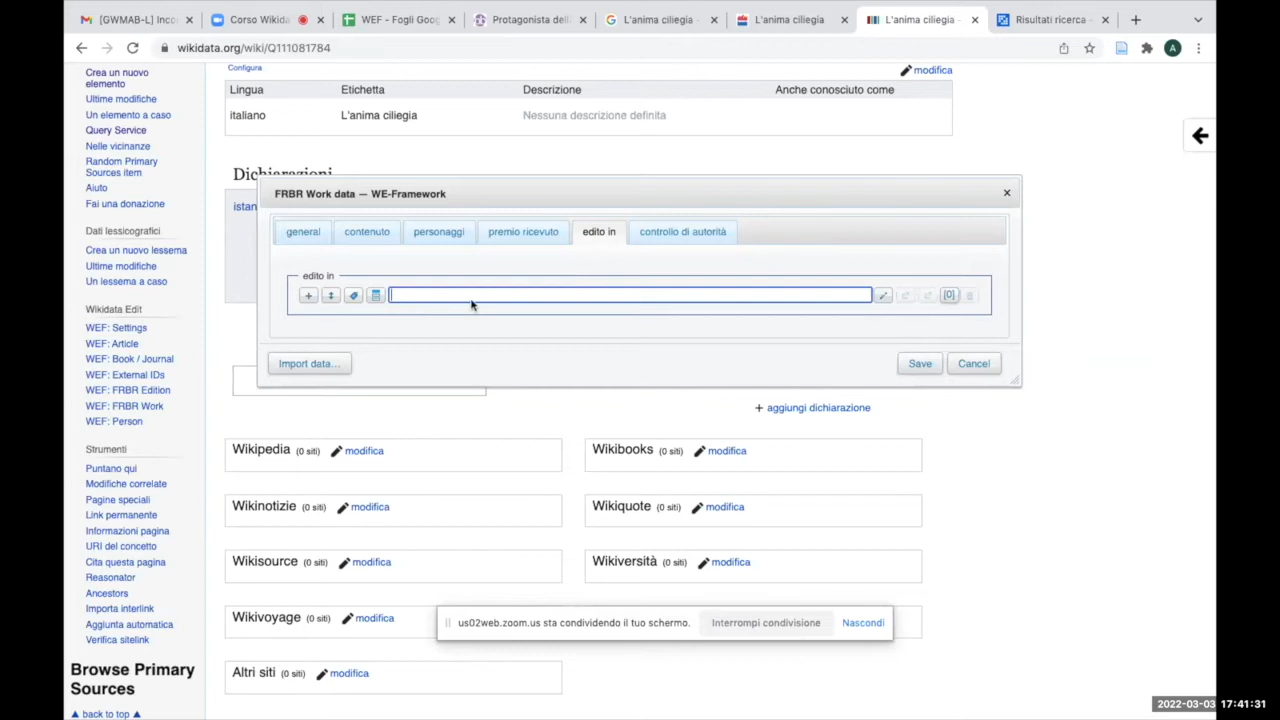 [GWMAB-L] Incon
Corso Wikida
WEF - Fogli Goog
Protagonista dell
L'anima ciliegia -
L'anima ciliegia
L'anima ciliegia -
Risultati ricerca -
wikidata.org/wiki/Q111081784
A
Crea un nuovo
elemento
Ultime modifiche
Un elemento a caso
Query Service
Nelle vicinanze
Random Primary
Sources item
Aiuto
Fai una donazione
Dati lessicografici
Crea un nuovo lessema
Ultime modifiche
Un lessema a caso
Wikidata Edit
WEF: Settings
WEF: Article
WEF: Book / Journal
WEF: External IDs
WEF: FRBR Edition
WEF: FRBR Work
WEF: Person
Strumenti
Puntano qui
Modifiche correlate
Pagine speciali
Link permanente
Informazioni pagina
URI del concetto
Cita questa pagina
Reasonator
Ancestors
Importa interlink
Aggiunta automatica
Verifica sitelink
Browse Primary
Sources
▲ back to top ▲
Configura
modifica
Lingua Etichetta Descrizione Anche conosciuto come
italiano L'anima ciliegia Nessuna descrizione definita
Dichiarazioni
istan
FRBR Work data — WE-Framework
general contenuto personaggi premio ricevuto edito in controllo di autorità
edito in
[0]
Import data... Save Cancel
+ aggiungi dichiarazione
Wikipedia (0 siti) modifica
Wikibooks (0 siti) modifica
Wikinotizie (0 siti) modifica
Wikiquote (0 siti) modifica
Wikisource (0 siti) modifica
Wikiversità (0 siti) modifica
Wikivoyage (0 siti) modifica
us02web.zoom.us sta condividendo il tuo schermo. Interrompi condivisione Nascondi
Altri siti (0 siti) modifica
2022-03-03 17:41:31